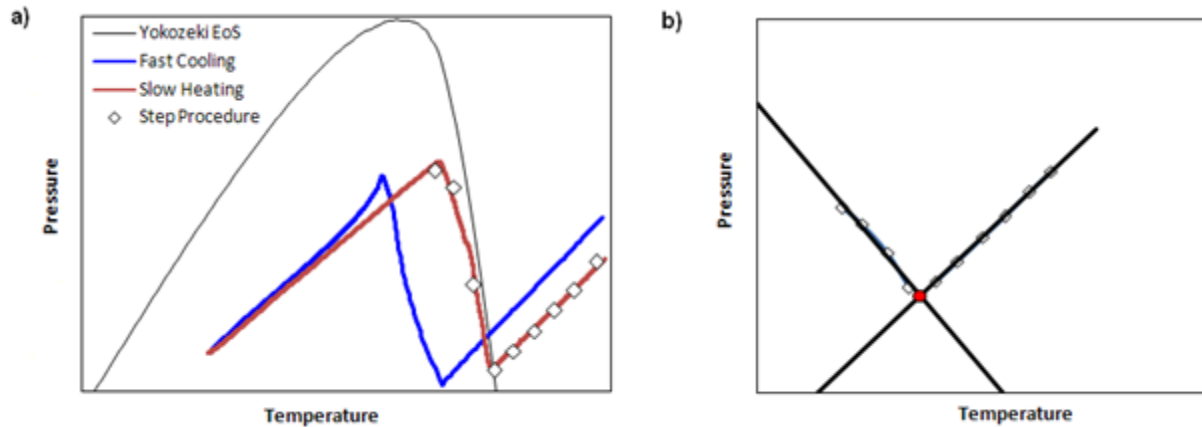 a)
Yokozeki EoS
Fast Cooling
Slow Heating
Step Procedure
Pressure
Temperature
b)
Pressure
Temperature